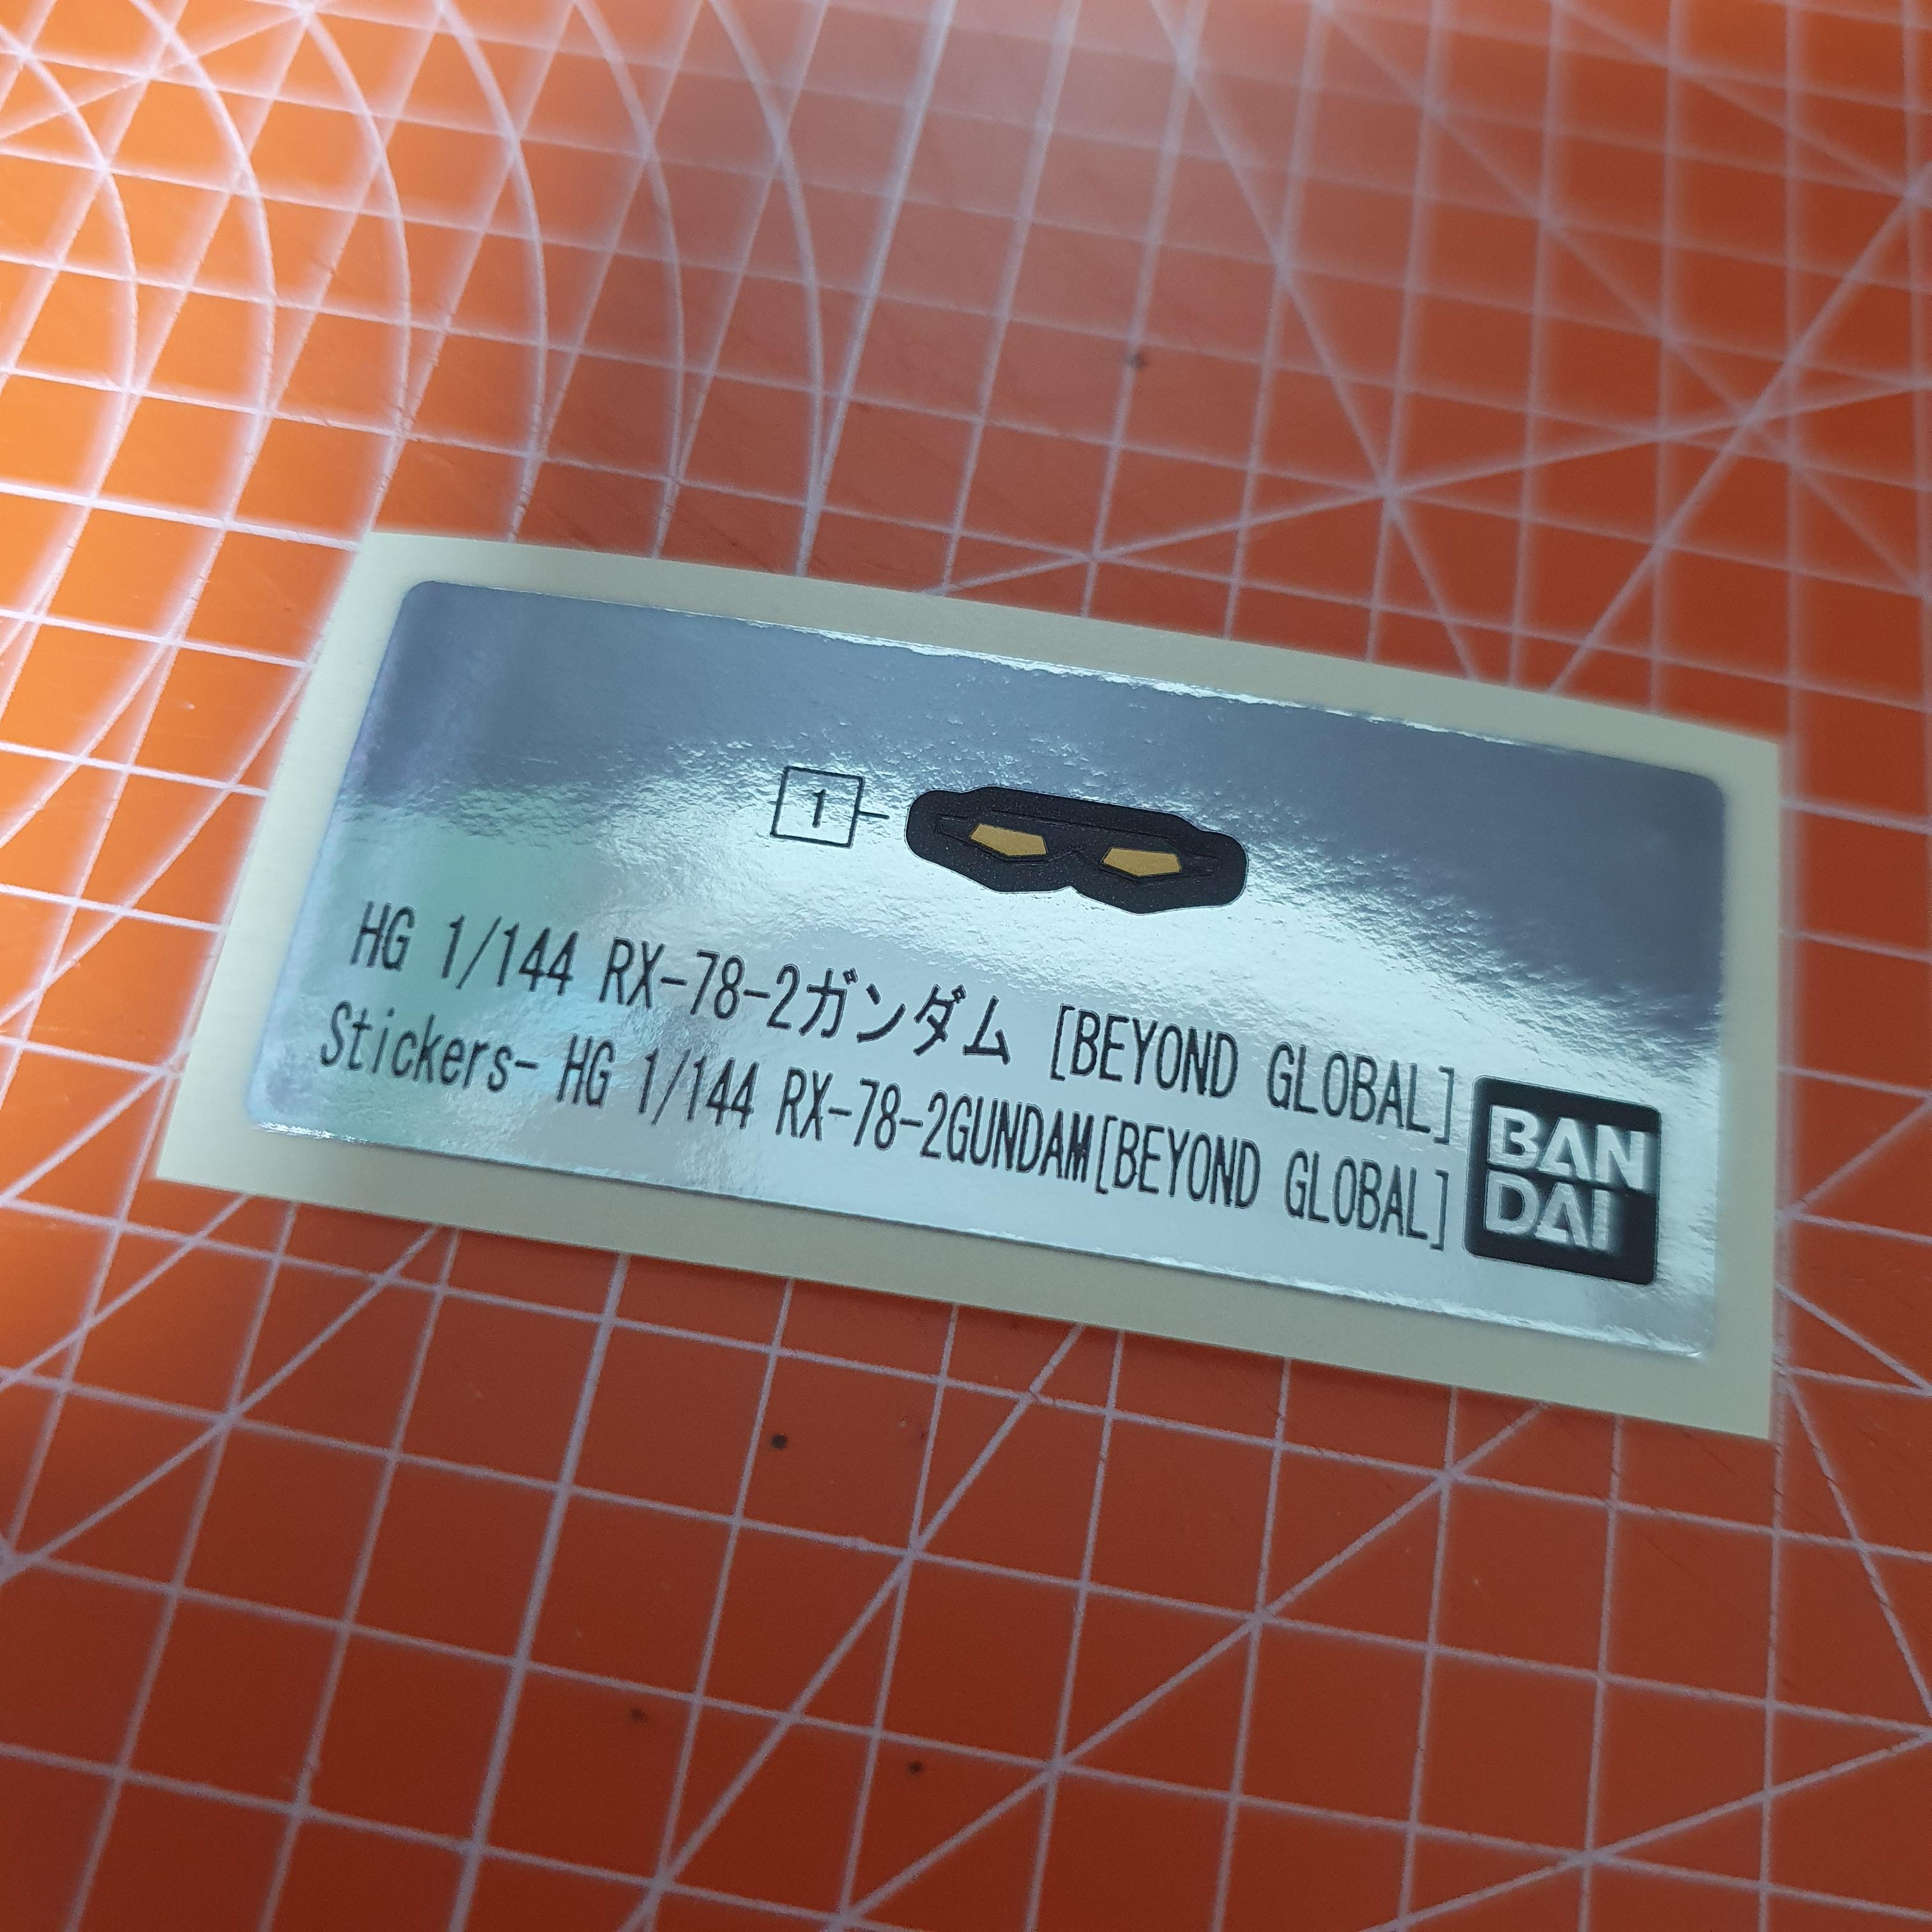 1
HG 1/144 RX-78-2ガンダム [BEYOND GLOBAL]
Stickers- HG 1/144 RX-78-2GUNDAM[BEYOND GLOBAL]
BAN
DAI